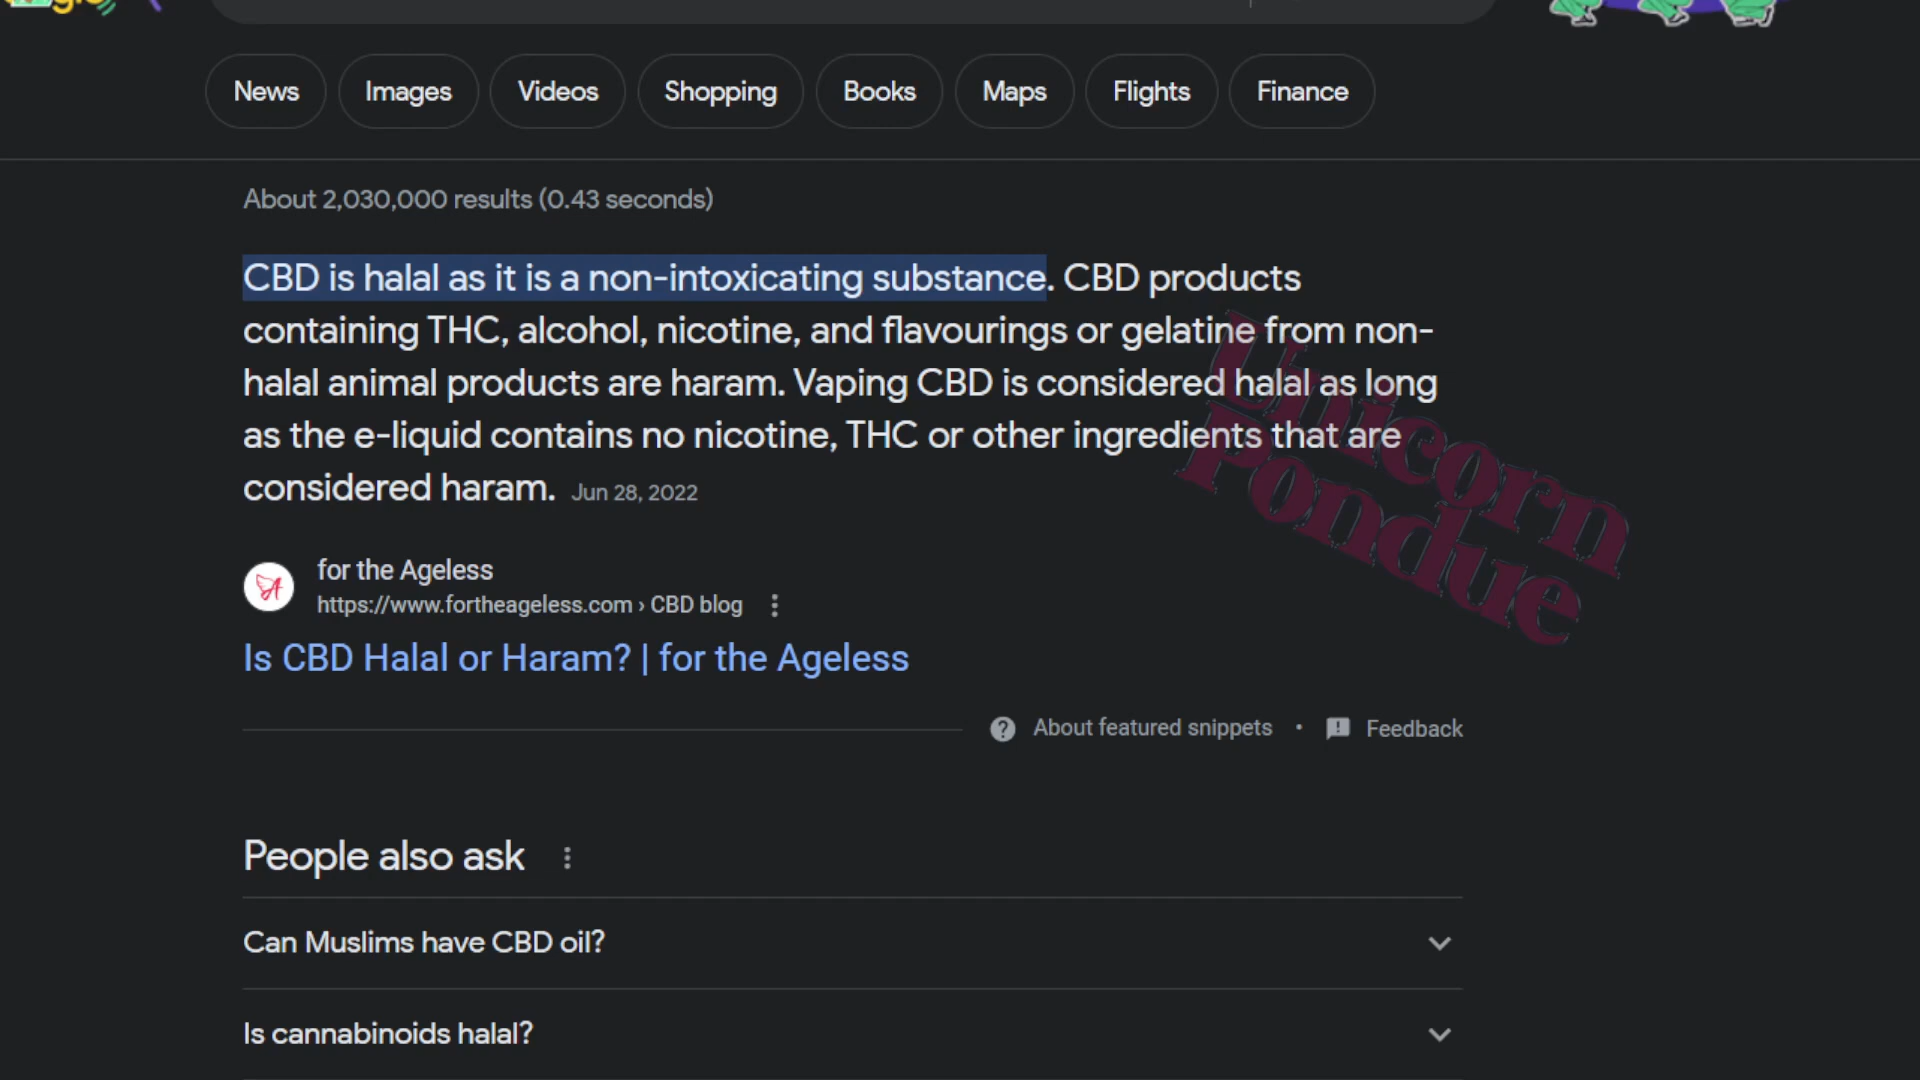 News Images Videos Shopping Books Maps Flights Finance
About 2,030,000 results (0.43 seconds)
CBD is halal as it is a non-intoxicating substance. CBD products
containing THC, alcohol, nicotine, and flavourings or gelatine from non-
halal animal products are haram. Vaping CBD is considered halal as long
as the e-liquid contains no nicotine, THC or other ingredients that are
considered haram. Jun 28, 2022
Unicorn
Pondue
for the Ageless
https://www.fortheageless.com › CBD blog
Is CBD Halal or Haram? | for the Ageless
About featured snippets • Feedback
People also ask
Can Muslims have CBD oil?
Is cannabinoids halal?